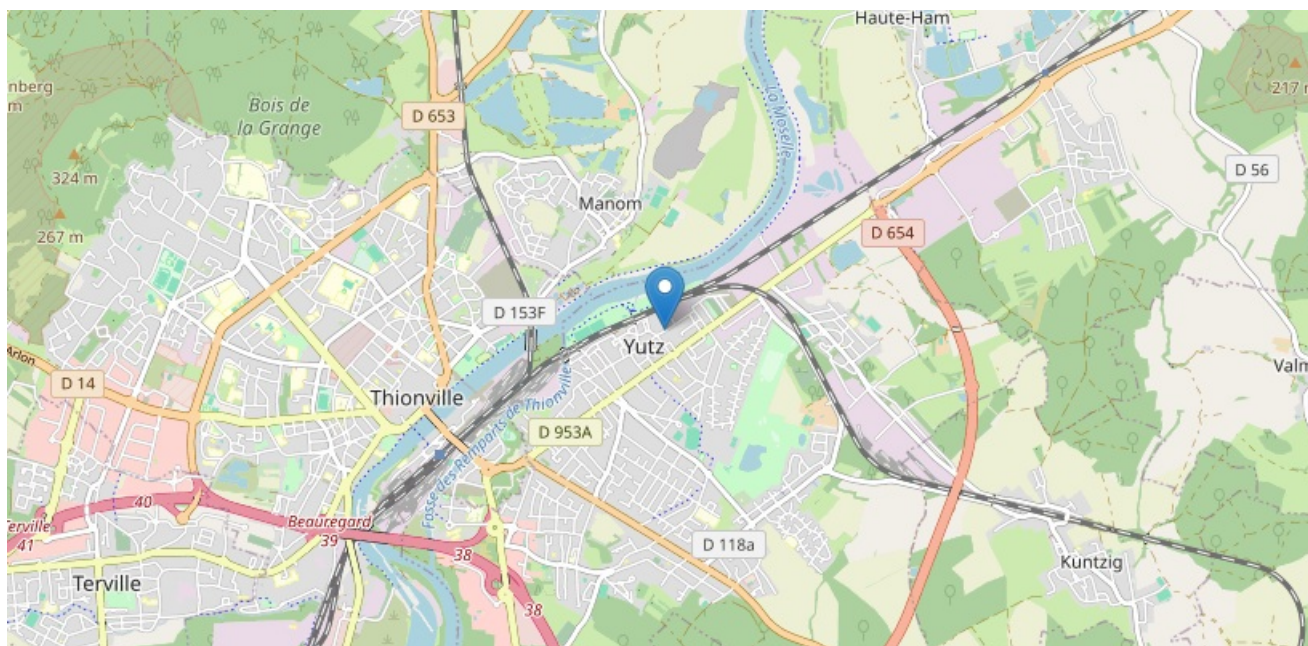 Haute-Ham
nberg
m
Bois de
la Grange
D 653
La Moselle
217 m
324 m
D 56
Manom
267 m
D 654
D 153F
Yutz
Arlon
D 14
Valm
Thionville
Fosse des Remparts de Thionville
D 953A
40
Beauregard
39
Terville
41
38
D 118a
Kuntzig
Terville
38